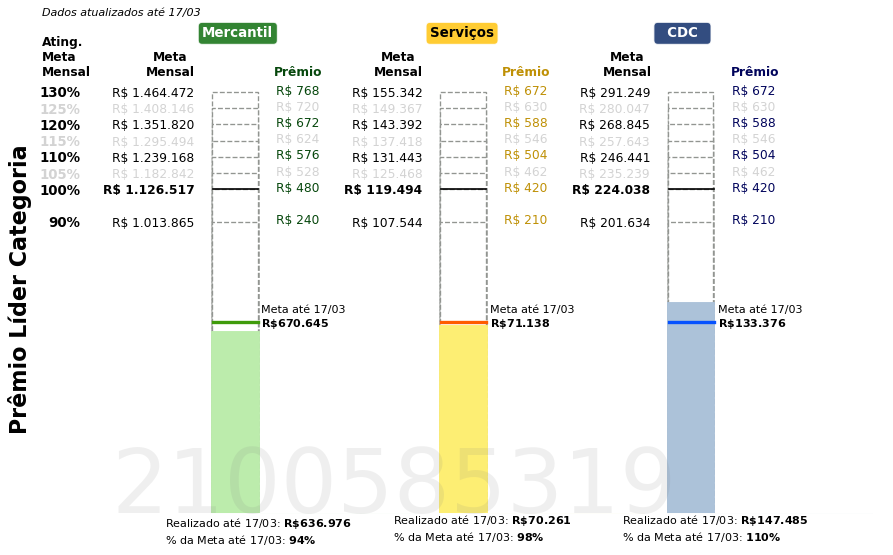 Dados atualizados até 17/03
Mercantil Serviços CDC
Ating. Meta Mensal
Meta Mensal Prêmio Meta Mensal Prêmio Meta Mensal Prêmio
130% R$ 1.464.472 R$ 768 R$ 155.342 R$ 672 R$ 291.249 R$ 672
125% R$ 1.408.146 R$ 720 R$ 149.367 R$ 630 R$ 280.047 R$ 630
120% R$ 1.351.820 R$ 672 R$ 143.392 R$ 588 R$ 268.845 R$ 588
115% R$ 1.295.494 R$ 624 R$ 137.418 R$ 546 R$ 257.643 R$ 546
110% R$ 1.239.168 R$ 576 R$ 131.443 R$ 504 R$ 246.441 R$ 504
105% R$ 1.182.842 R$ 528 R$ 125.468 R$ 462 R$ 235.239 R$ 462
100% R$ 1.126.517 R$ 480 R$ 119.494 R$ 420 R$ 224.038 R$ 420
90% R$ 1.013.865 R$ 240 R$ 107.544 R$ 210 R$ 201.634 R$ 210
Prêmio Líder Categoria
Meta até 17/03 Meta até 17/03 Meta até 17/03
R$670.645 R$71.138 R$133.376
2100585319
Realizado até 17/03: R$636.976 Realizado até 17/03: R$70.261 Realizado até 17/03: R$147.485
% da Meta até 17/03: 94% % da Meta até 17/03: 98% % da Meta até 17/03: 110%